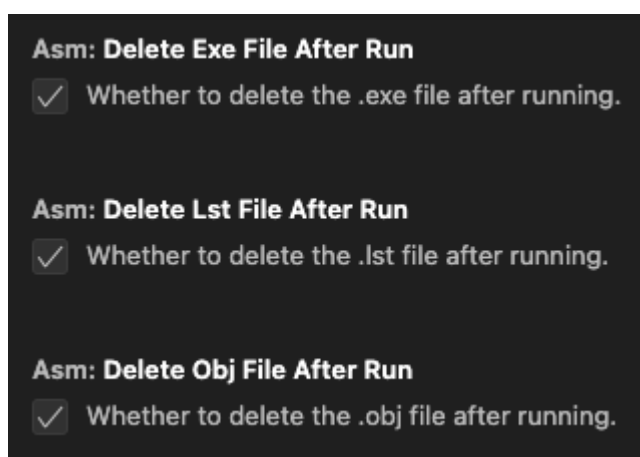 Asm: Delete Exe File After Run
Whether to delete the .exe file after running.
Asm: Delete Lst File After Run
Whether to delete the .lst file after running.
Asm: Delete Obj File After Run
Whether to delete the .obj file after running.